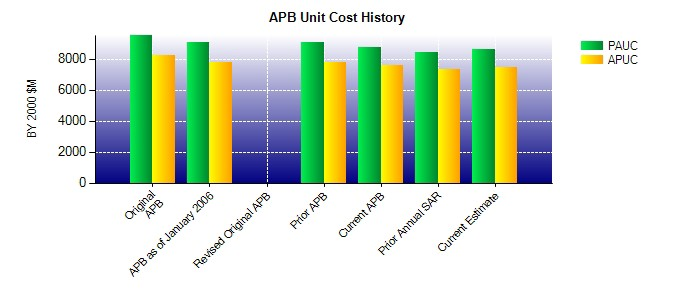 APB Unit Cost History
PAUC
APUC
BY 2000 $M
8000
6000
4000
2000
0
Original
APB
APB as of January 2006
Revised Original APB
Prior APB
Current APB
Prior Annual SAR
Current Estimate